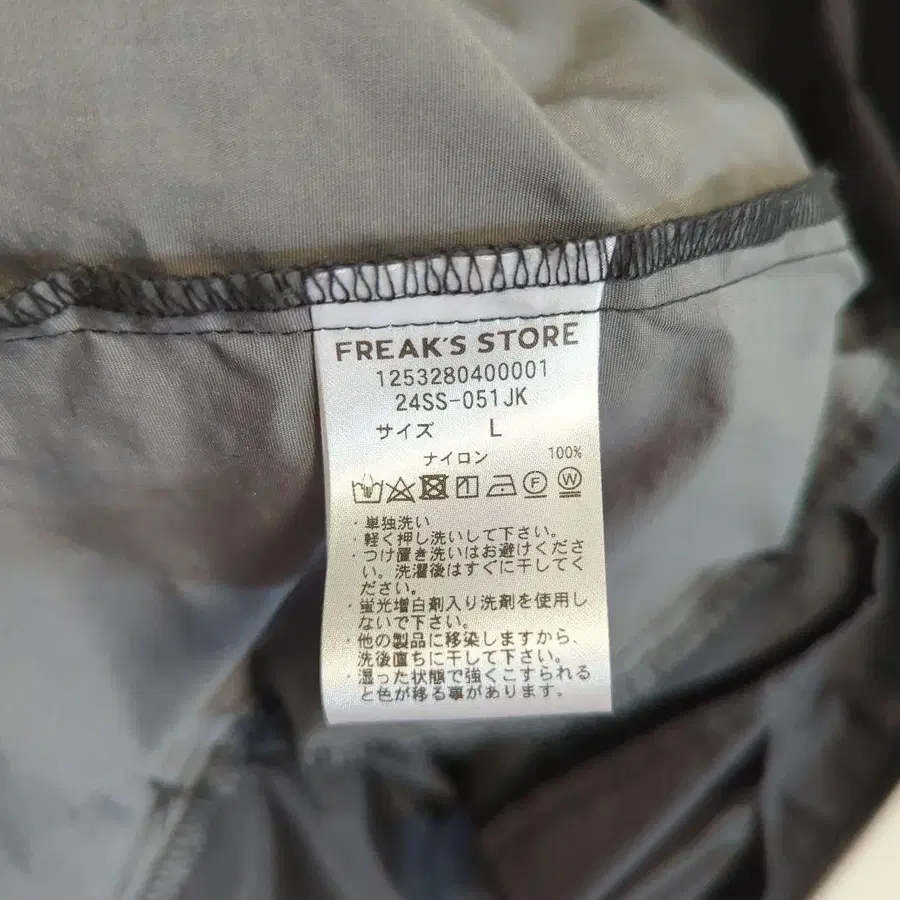 FREAK'S STORE
1253280400001
24SS-051JK
サイズ L
ナイロン 100%
F W
・単独洗い
・軽く押し洗いして下さい。
・つけ置き洗いはお避けくださ
い。洗濯後はすぐに干してく
ださい。
・蛍光増白剤入り洗剤を使用し
ないで下さい。
・他の製品に移染しますから、
洗後直ちに干して下さい。
・湿った状態で強くこすられる
と色が移る事があります。